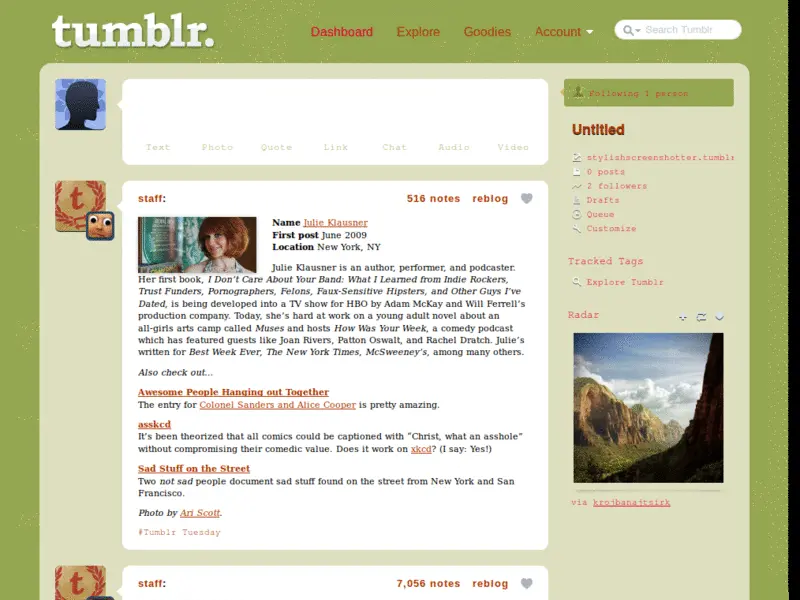 tumblr.
Dashboard Explore Goodies Account Search Tumblr
Text Photo Quote Link Chat Audio Video
staff: 516 notes reblog
Name Julie Klausner
First post June 2009
Location New York, NY
Julie Klausner is an author, performer, and podcaster.
Her first book, I Don't Care About Your Band: What I Learned from Indie Rockers,
Trust Funders, Pornographers, Felons, Faux-Sensitive Hipsters, and Other Guys I've
Dated, is being developed into a TV show for HBO by Adam McKay and Will Ferrell's
production company. Today, she's hard at work on a young adult novel about an
all-girls arts camp called Muses and hosts How Was Your Week, a comedy podcast
which has featured guests like Joan Rivers, Patton Oswalt, and Rachel Dratch. Julie's
written for Best Week Ever, The New York Times, McSweeney's, among many others.
Also check out...
Awesome People Hanging out Together
The entry for Colonel Sanders and Alice Cooper is pretty amazing.
asskcd
It's been theorized that all comics could be captioned with "Christ, what an asshole"
without compromising their comedic value. Does it work on xkcd? (I say: Yes!)
Sad Stuff on the Street
Two not sad people document sad stuff found on the street from New York and San
Francisco.
Photo by Ari Scott.
#Tumblr Tuesday
staff: 7,056 notes reblog
Following 1 person
Untitled
stylishscreenshotter.tumblr
0 posts
2 followers
Drafts
Queue
Customize
Tracked Tags
Explore Tumblr
Radar
via krojbanajtsirk